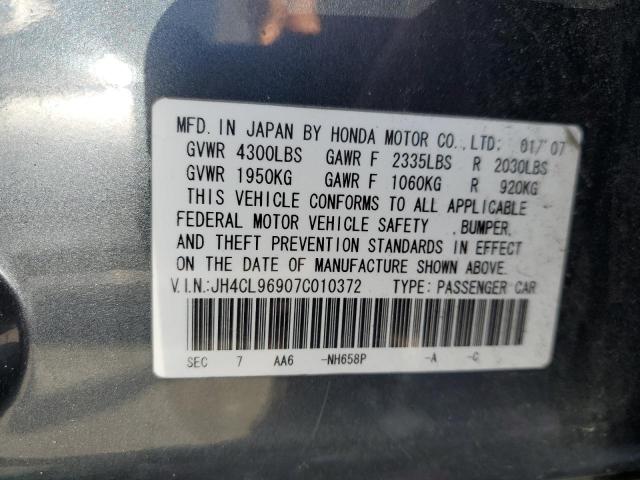 MFD. IN JAPAN BY HONDA MOTOR CO., LTD. 01/07
GVWR 4300LBS GAWR F 2335LBS R 2030LBS
GVWR 1950KG GAWR F 1060KG R 920KG
THIS VEHICLE CONFORMS TO ALL APPLICABLE
FEDERAL MOTOR VEHICLE SAFETY , BUMPER,
AND THEFT PREVENTION STANDARDS IN EFFECT
ON THE DATE OF MANUFACTURE SHOWN ABOVE.
V.I.N.:JH4CL96907C010372 TYPE: PASSENGER CAR
SEC 7 AA6 -NH658P -A -C